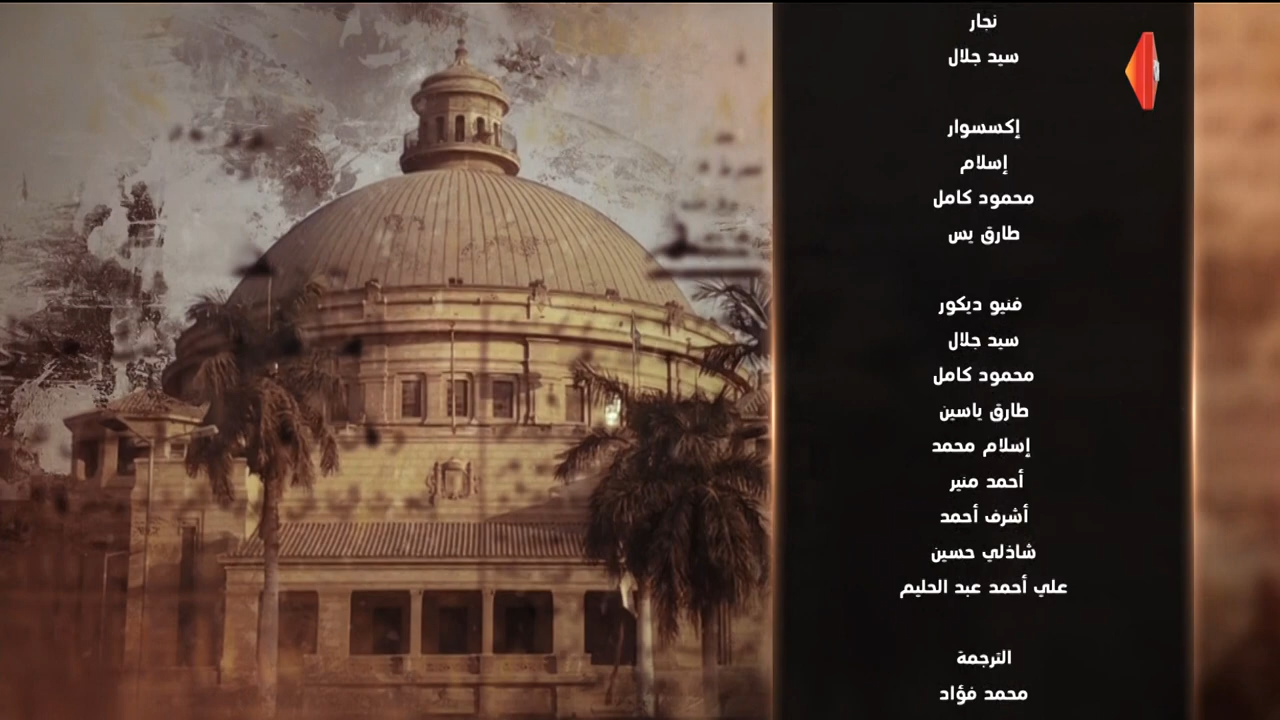 نجار
سيد جلال
إكسسوار
إسلام
محمود كامل
طارق يس
فنيو ديكور
سيد جلال
محمود كامل
طارق ياسين
إسلام محمد
أحمد منير
أشرف أحمد
شاذلي حسين
علي أحمد عبد الحليم
الترجمة
محمد فؤاد